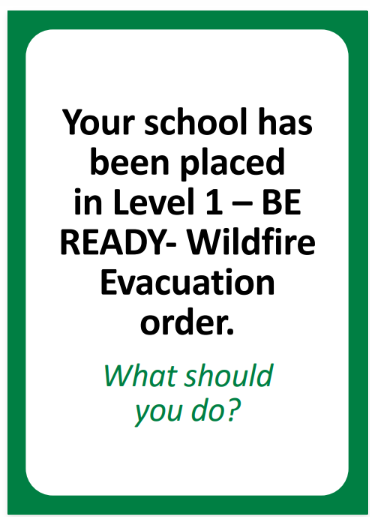 Your school has
been placed
in Level 1 – BE
READY- Wildfire
Evacuation
order.
What should
you do?